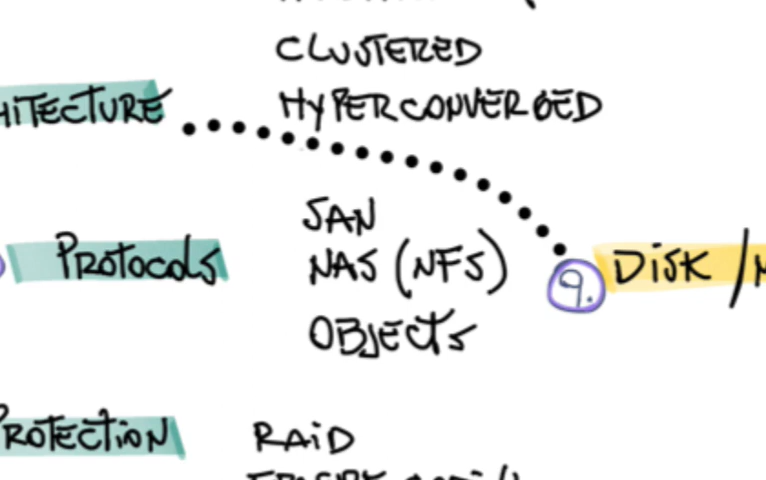 CLUSTERED
HYPERCONVERGED
HITECTURE
SAN
PROTOCOLS
NAS (NFS)
9. DISK /
OBJECTS
PROTECTION
RAID